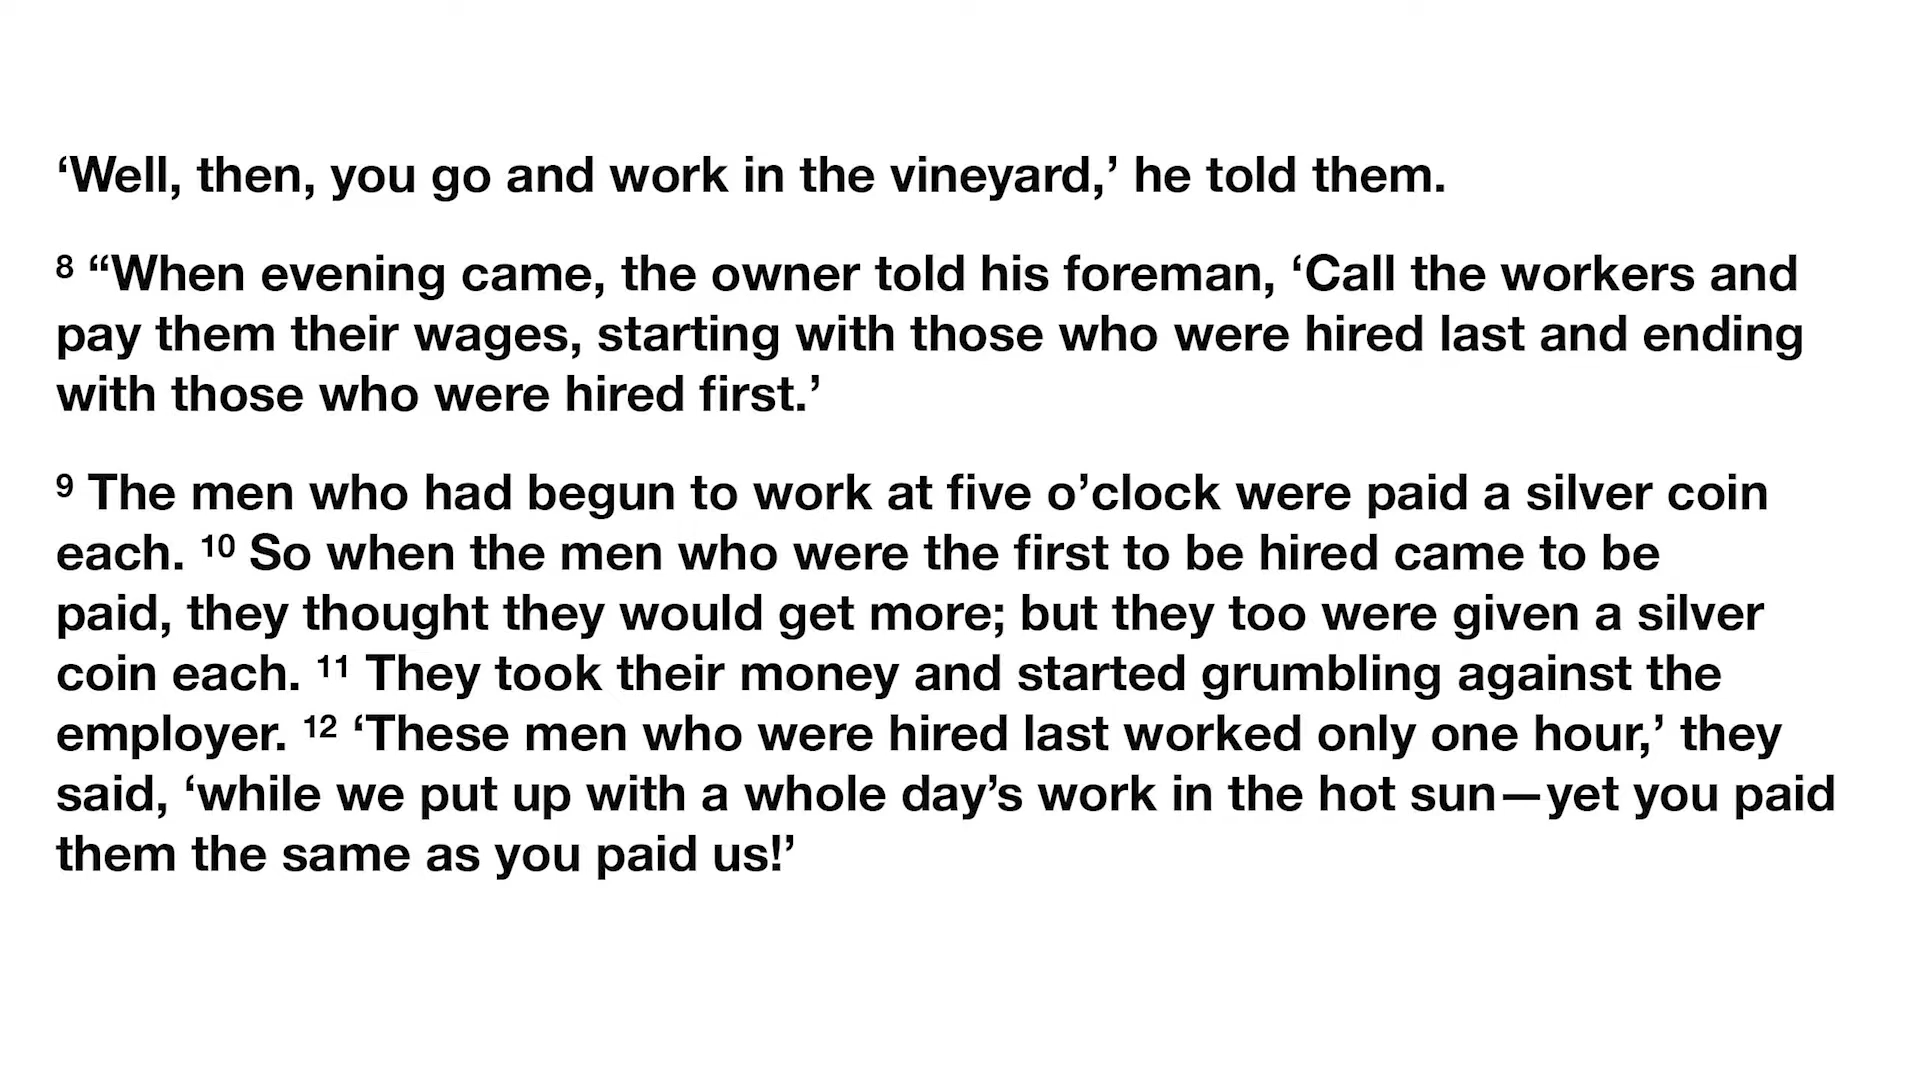 ‘Well, then, you go and work in the vineyard,’ he told them.
⁸ “When evening came, the owner told his foreman, ‘Call the workers and
pay them their wages, starting with those who were hired last and ending
with those who were hired first.’
⁹ The men who had begun to work at five o’clock were paid a silver coin
each. ¹⁰ So when the men who were the first to be hired came to be
paid, they thought they would get more; but they too were given a silver
coin each. ¹¹ They took their money and started grumbling against the
employer. ¹² ‘These men who were hired last worked only one hour,’ they
said, ‘while we put up with a whole day’s work in the hot sun—yet you paid
them the same as you paid us!’